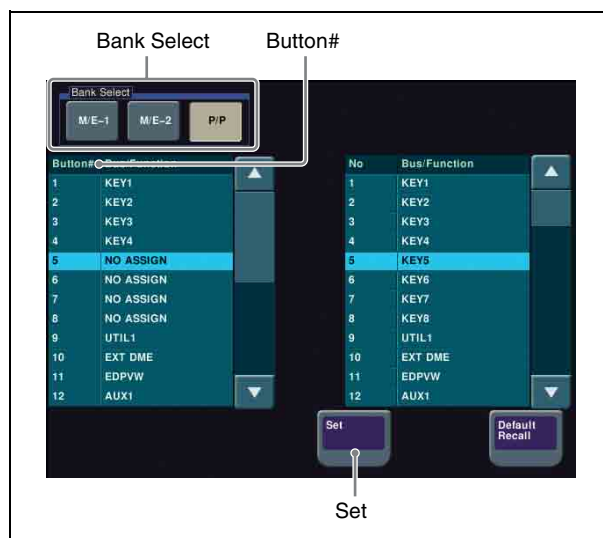 Bank Select Button#
Bank Select
M/E-1 M/E-2 P/P
Button# Bus/Function
1 KEY1
2 KEY2
3 KEY3
4 KEY4
5 NO ASSIGN
6 NO ASSIGN
7 NO ASSIGN
8 NO ASSIGN
9 UTIL1
10 EXT DME
11 EDPVW
12 AUX1
No Bus/Function
1 KEY1
2 KEY2
3 KEY3
4 KEY4
5 KEY5
6 KEY6
7 KEY7
8 KEY8
9 UTIL1
10 EXT DME
11 EDPVW
12 AUX1
Set
Default
Recall
Set